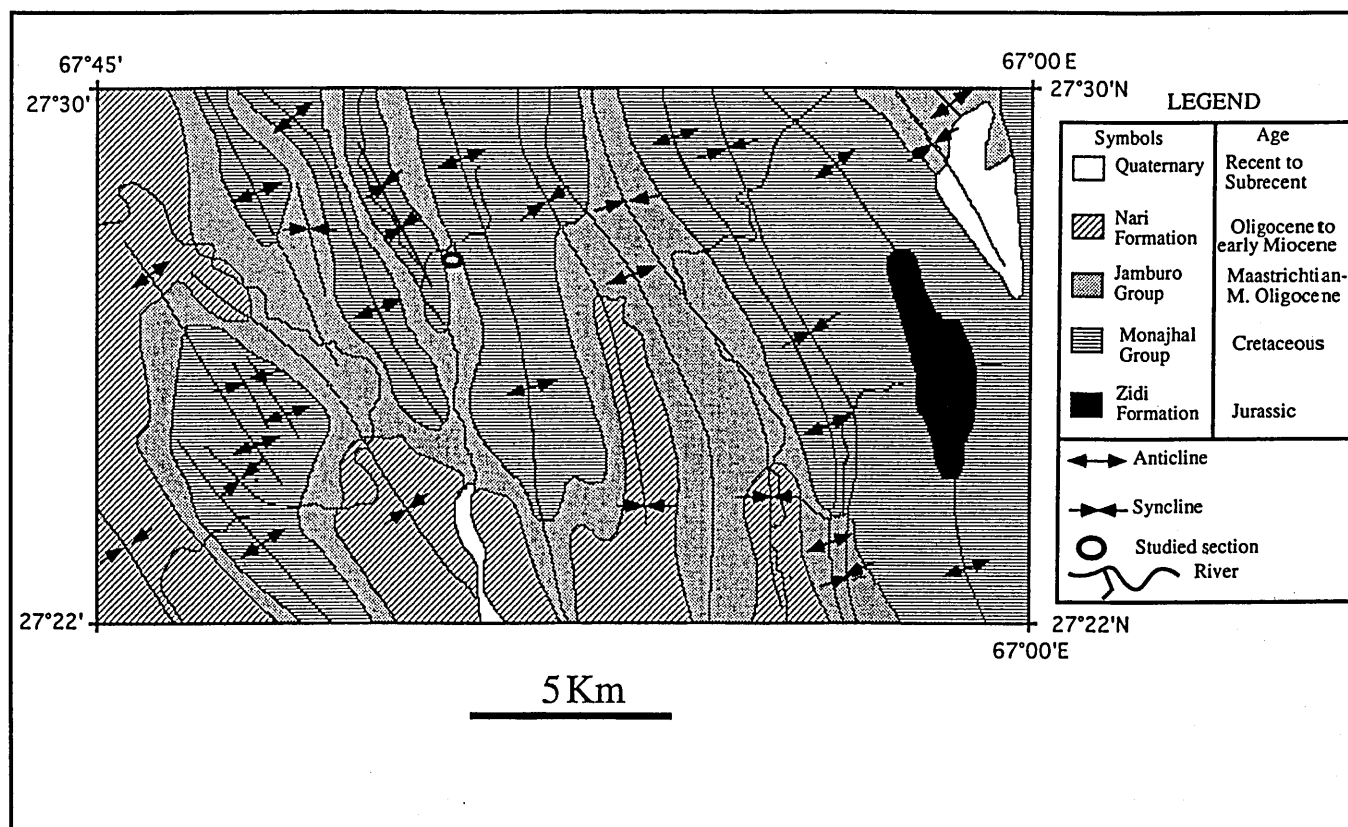 67°45'
67°00 E
27°30'
27°30'N
27°22'
27°22'N
67°00'E
5 Km
LEGEND
Symbols
Age
Quaternary
Recent to
Subrecent
Nari
Formation
Oligocene to
early Miocene
Jamburo
Group
Maastrichtian-
M. Oligocene
Monajhal
Group
Cretaceous
Zidi
Formation
Jurassic
Anticline
Syncline
Studied section
River